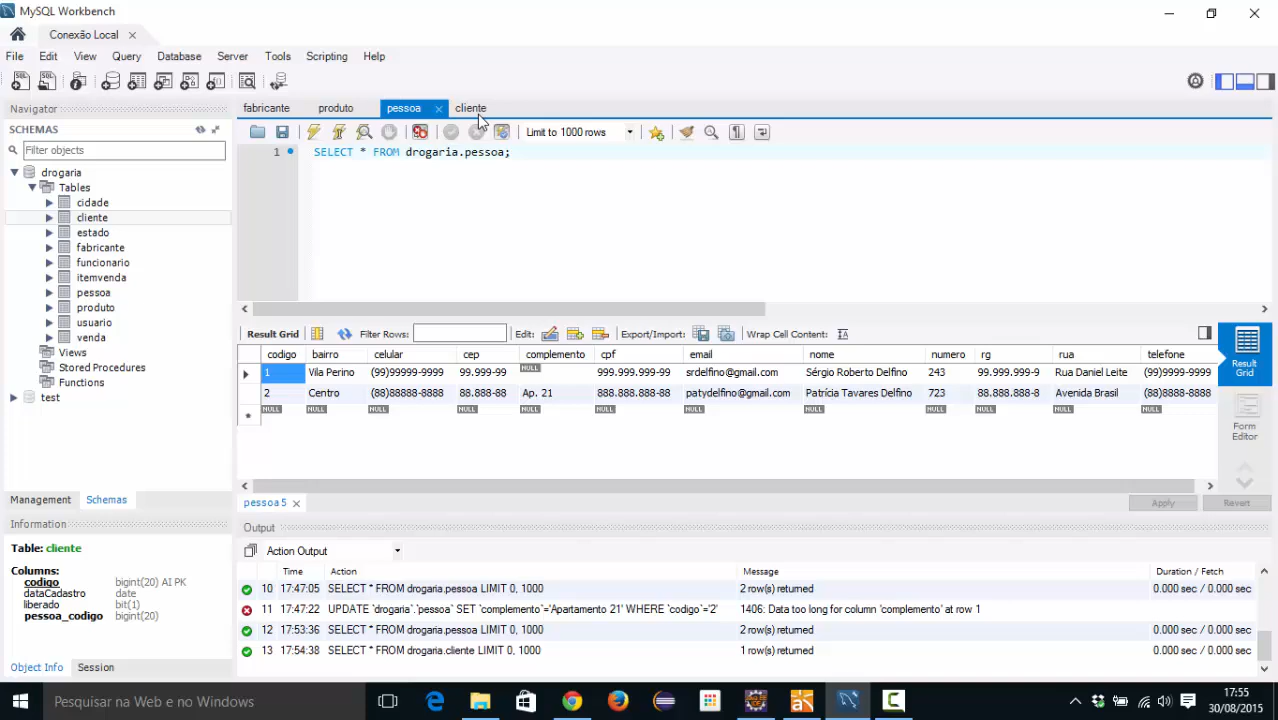 MySQL Workbench
Conexão Local
File Edit View Query Database Server Tools Scripting Help
Navigator
SCHEMAS
Filter objects
drogaria
Tables
cidade
cliente
estado
fabricante
funcionario
itemvenda
pessoa
produto
usuario
venda
Views
Stored Procedures
Functions
test
Management Schemas
Information
Table: cliente
Columns:
codigo bigint(20) AI PK
dataCadastro date
liberado bit(1)
pessoa_codigo bigint(20)
Object Info Session
fabricante produto pessoa cliente
Limit to 1000 rows
1 SELECT * FROM drogaria.pessoa;
Result Grid Filter Rows: Edit: Export/Import: Wrap Cell Content:
codigo bairro celular cep complemento cpf email nome numero rg rua telefone
1 Vila Perino (99)99999-9999 99.999-99 NULL 999.999.999-99 srdelfino@gmail.com Sérgio Roberto Delfino 243 99.999.999-9 Rua Daniel Leite (99)9999-9999
2 Centro (88)88888-8888 88.888-88 Ap. 21 888.888.888-88 patydelfino@gmail.com Patrícia Tavares Delfino 723 88.888.888-8 Avenida Brasil (88)8888-8888
NULL NULL NULL NULL NULL NULL NULL NULL NULL NULL NULL NULL
Result Grid
Form Editor
pessoa 5
Apply Revert
Output
Action Output
Time Action Message Duration / Fetch
10 17:47:05 SELECT * FROM drogaria.pessoa LIMIT 0, 1000 2 row(s) returned 0.000 sec / 0.000 sec
11 17:47:22 UPDATE `drogaria`.`pessoa` SET `complemento`='Apartamento 21' WHERE `codigo`='2' 1406: Data too long for column 'complemento' at row 1
12 17:53:36 SELECT * FROM drogaria.pessoa LIMIT 0, 1000 2 row(s) returned 0.000 sec / 0.000 sec
13 17:54:38 SELECT * FROM drogaria.cliente LIMIT 0, 1000 1 row(s) returned 0.000 sec / 0.000 sec
Pesquisar na Web e no Windows
17:55
30/08/2015